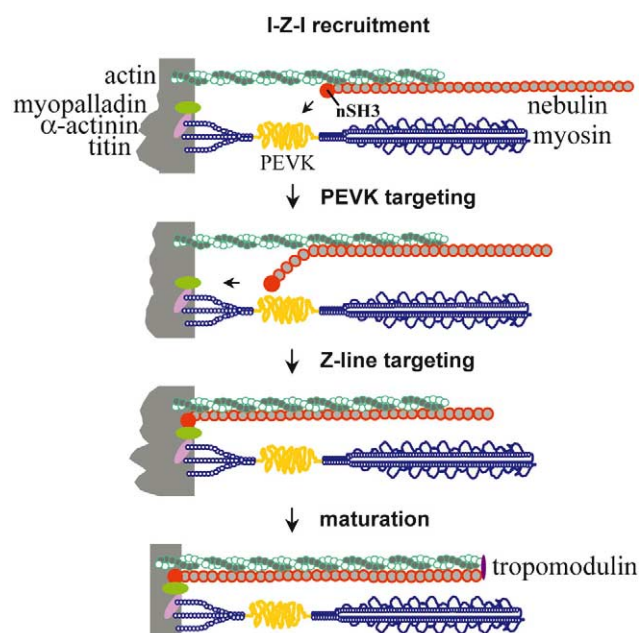 I-Z-I recruitment
actin
myopalladin
α-actinin
titin
nSH3
PEVK
nebulin
myosin
PEVK targeting
Z-line targeting
maturation
tropomodulin